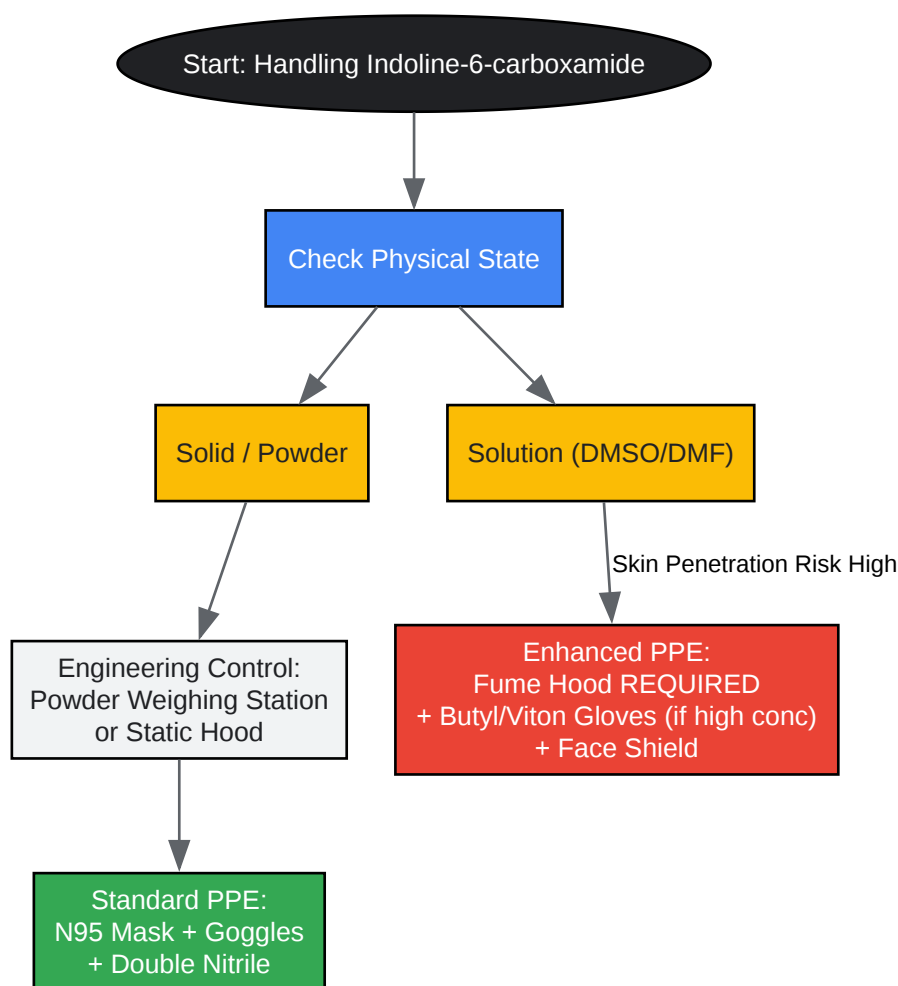 Start: Handling Indoline-6-carboxamide
Check Physical State
Solid / Powder
Solution (DMSO/DMF)
Skin Penetration Risk High
Engineering Control:
Powder Weighing Station
or Static Hood
Enhanced PPE:
Fume Hood REQUIRED
+ Butyl/Viton Gloves (if high conc)
+ Face Shield
Standard PPE:
N95 Mask + Goggles
+ Double Nitrile